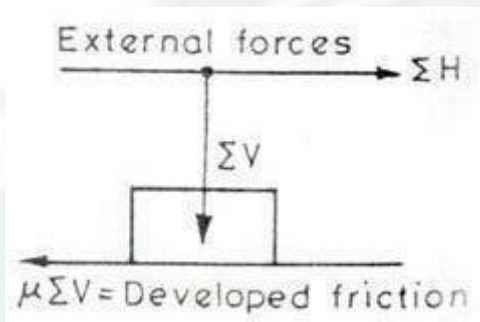 External forces
ΣH
ΣV
μΣV = Developed friction